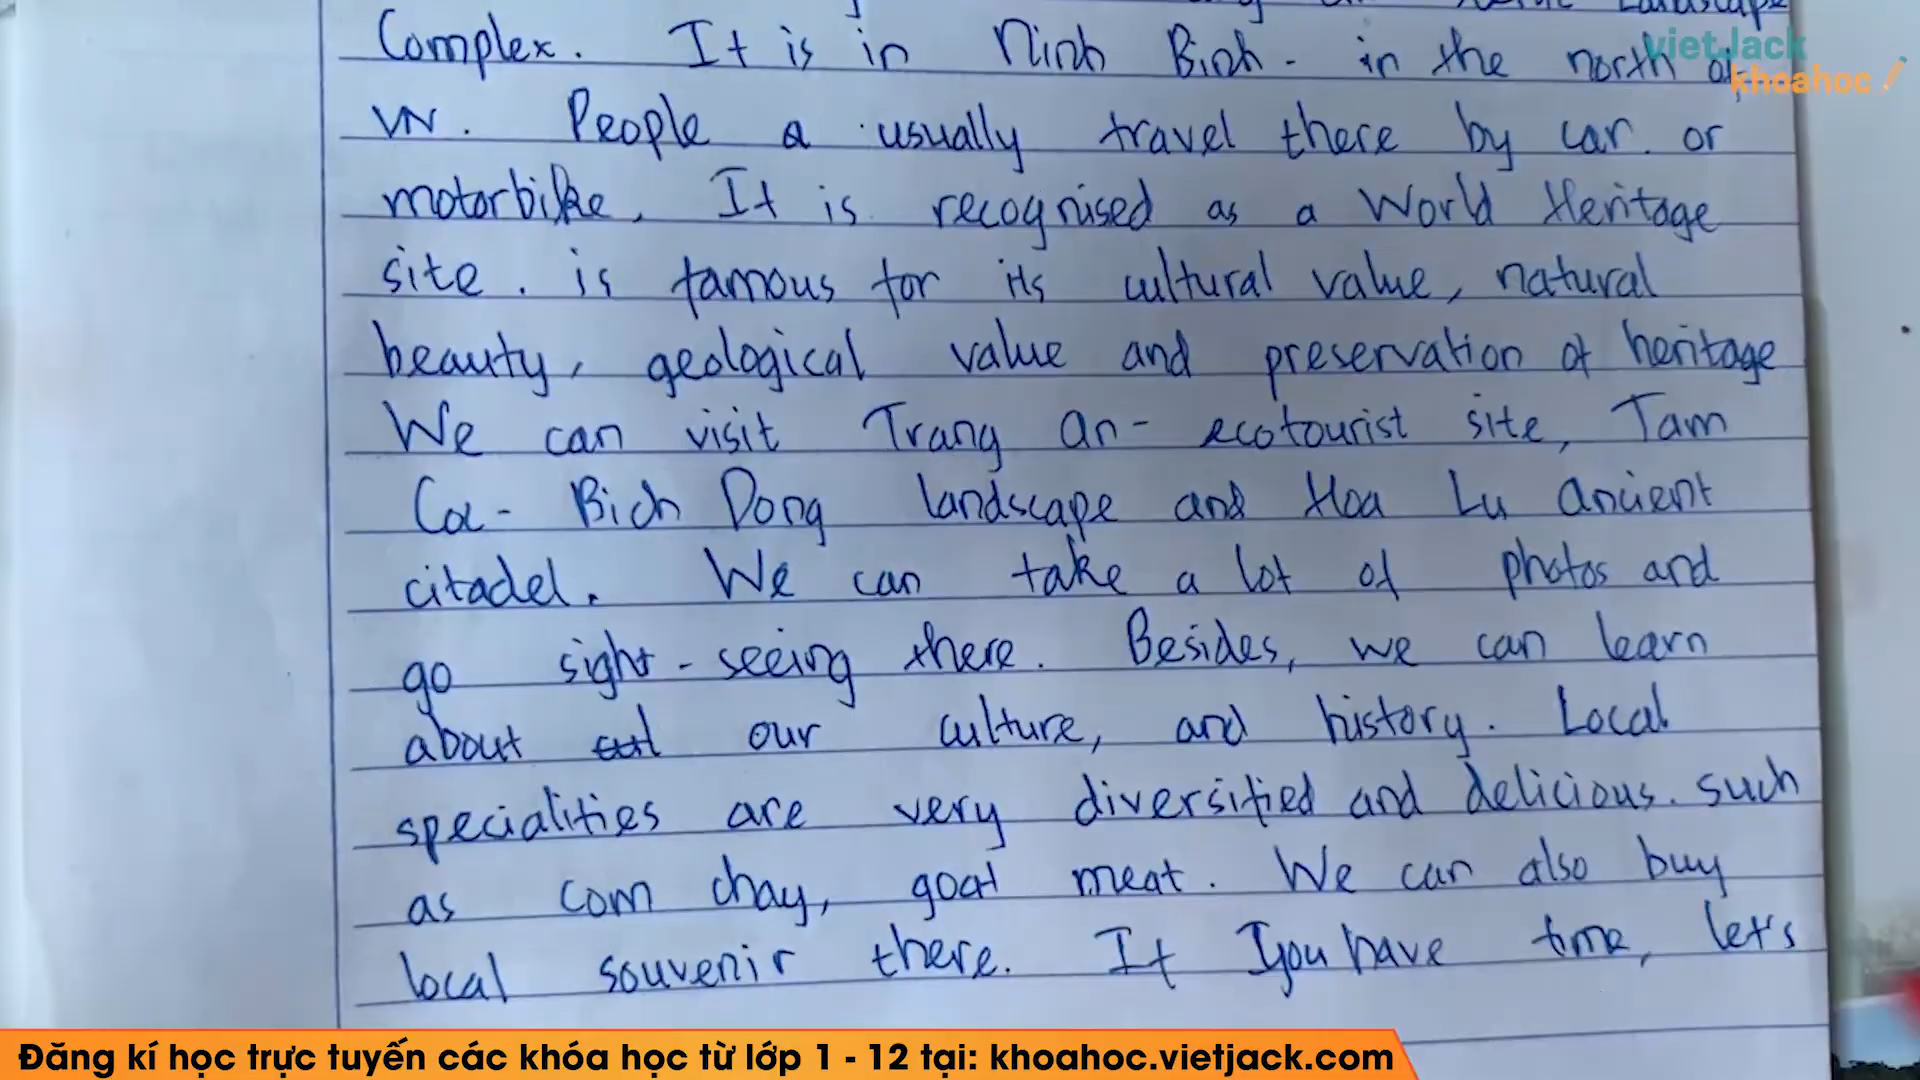 Landscape
Complex. It is in Ninh Binh - in the north of
VN. People a usually travel there by car or
motorbike. It is recognised as a World Heritage
site. is famous for its cultural value, natural
beauty, geological value and preservation of heritage
We can visit Trang An - ecotourist site, Tam
Coc - Bich Dong landscape and Hoa Lu ancient
citadel. We can take a lot of photos and
go sight-seeing there. Besides, we can learn
about our culture, and history. Local
specialities are very diversified and delicious. such
as com chay, goat meat. We can also buy
local souvenir there. If you have time, let's
vietJack
khoahoc
Đăng kí học trực tuyến các khóa học từ lớp 1 - 12 tại: khoahoc.vietjack.com